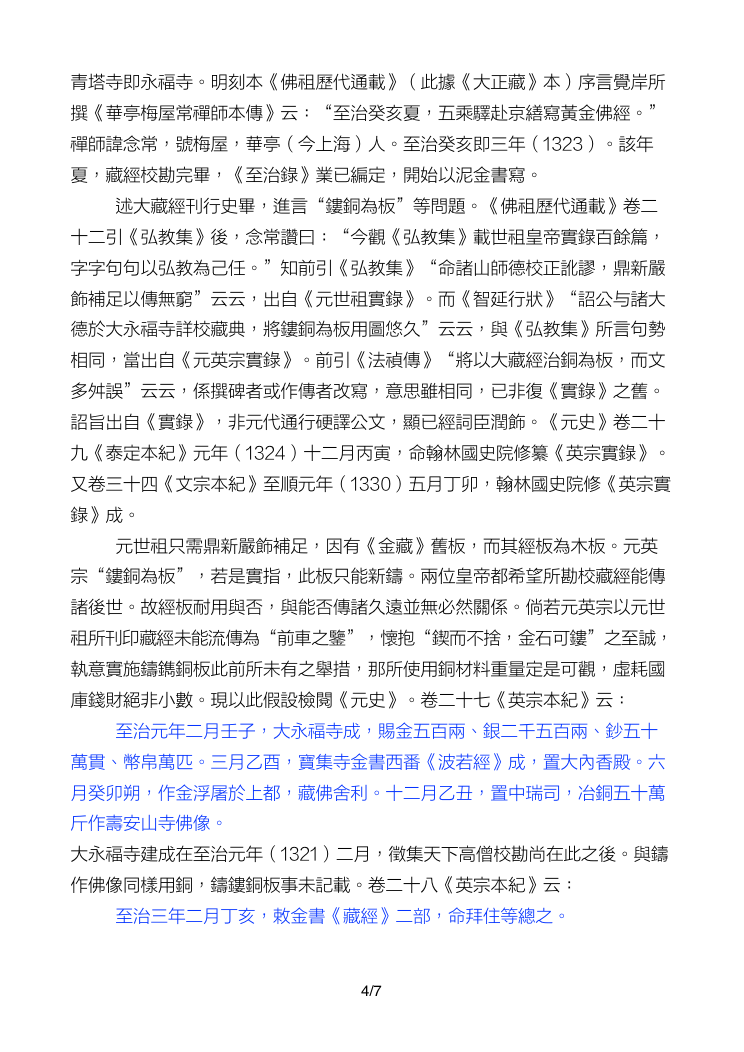 青塔寺即永福寺。明刻本《佛祖歷代通載》（此據《大正藏》本）序言覺岸所
撰《華亭梅屋常禪師本傳》云：“至治癸亥夏，五乘驛赴京繕寫黃金佛經。”
禪師諱念常，號梅屋，華亭（今上海）人。至治癸亥即三年（1323）。該年
夏，藏經校勘完畢，《至治錄》業已編定，開始以泥金書寫。
述大藏經刊行史畢，進言“鏤銅為板”等問題。《佛祖歷代通載》卷二
十二引《弘教集》後，念常讚曰：“今觀《弘教集》載世祖皇帝實錄百餘篇，
字字句句以弘教為己任。”知前引《弘教集》“命諸山師德校正訛謬，鼎新嚴
飾補足以傳無窮”云云，出自《元世祖實錄》。而《智延行狀》“詔公与諸大
德於大永福寺詳校藏典，將鏤銅為板用圖悠久”云云，與《弘教集》所言句勢
相同，當出自《元英宗實錄》。前引《法禎傳》“將以大藏經治銅為板，而文
多舛誤”云云，係撰碑者或作傳者改寫，意思雖相同，已非復《實錄》之舊。
詔旨出自《實錄》，非元代通行硬譯公文，顯已經詞臣潤飾。《元史》卷二十
九《泰定本紀》元年（1324）十二月丙寅，命翰林國史院修纂《英宗實錄》。
又卷三十四《文宗本紀》至順元年（1330）五月丁卯，翰林國史院修《英宗實
錄》成。
元世祖只需鼎新嚴飾補足，因有《金藏》舊板，而其經板為木板。元英
宗“鏤銅為板”，若是實指，此板只能新鑄。兩位皇帝都希望所勘校藏經能傳
諸後世。故經板耐用與否，與能否傳諸久遠並無必然關係。倘若元英宗以元世
祖所刊印藏經未能流傳為“前車之鑒”，懷抱“鍥而不捨，金石可鏤”之至誠，
執意實施鑄鐫銅板此前所未有之舉措，那所使用銅材料重量定是可觀，虛耗國
庫錢財絕非小數。現以此假設檢閱《元史》。卷二十七《英宗本紀》云：
至治元年二月壬子，大永福寺成，賜金五百兩、銀二千五百兩、鈔五十
萬貫、幣帛萬匹。三月乙酉，寶集寺金書西番《波若經》成，置大內香殿。六
月癸卯朔，作金浮屠於上都，藏佛舍利。十二月乙丑，置中瑞司，冶銅五十萬
斤作壽安山寺佛像。
大永福寺建成在至治元年（1321）二月，徵集天下高僧校勘尚在此之後。與鑄
作佛像同樣用銅，鑄鏤銅板事未記載。卷二十八《英宗本紀》云：
至治三年二月丁亥，敕金書《藏經》二部，命拜住等總之。
4/7